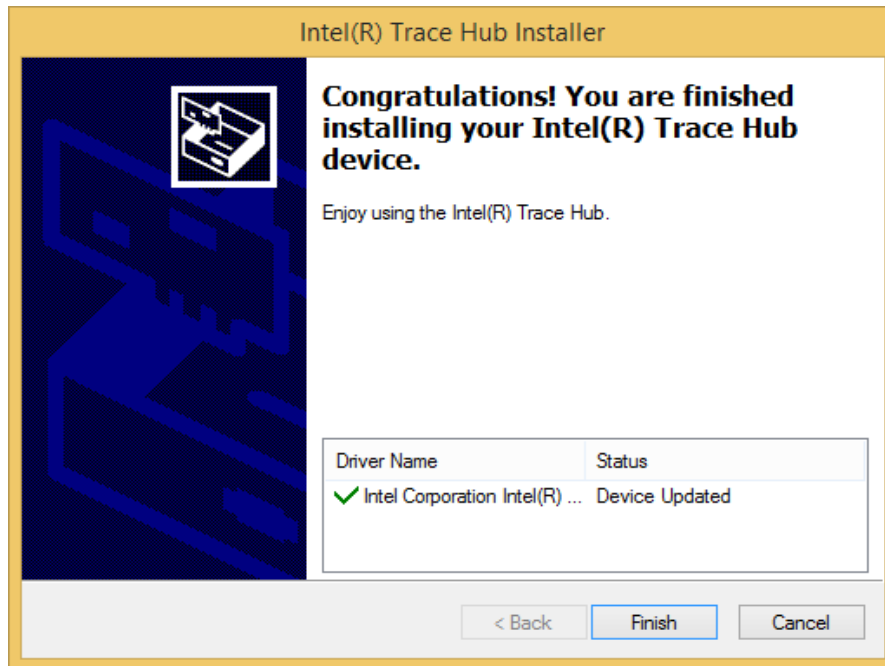 Intel(R) Trace Hub Installer
Congratulations! You are finished
installing your Intel(R) Trace Hub
device.
Enjoy using the Intel(R) Trace Hub.
Driver Name Status
Intel Corporation Intel(R) ... Device Updated
< Back Finish Cancel